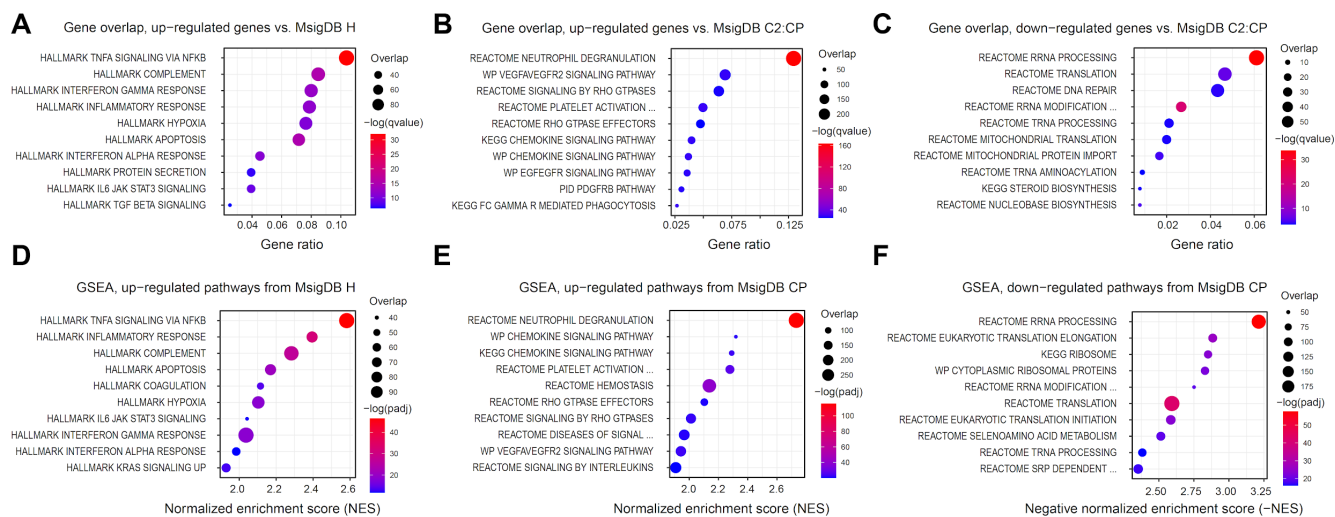 A
Gene overlap, up−regulated genes vs. MsigDB H
HALLMARK TNFA SIGNALING VIA NFKB
HALLMARK COMPLEMENT
HALLMARK INTERFERON GAMMA RESPONSE
HALLMARK INFLAMMATORY RESPONSE
HALLMARK HYPOXIA
HALLMARK APOPTOSIS
HALLMARK INTERFERON ALPHA RESPONSE
HALLMARK PROTEIN SECRETION
HALLMARK IL6 JAK STAT3 SIGNALING
HALLMARK TGF BETA SIGNALING
0.04 0.06 0.08 0.10
Gene ratio
Overlap
40
60
80
−log(qvalue)
30
20
10
B
Gene overlap, up−regulated genes vs. MsigDB C2:CP
REACTOME NEUTROPHIL DEGRANULATION
WP VEGFAVEGFR2 SIGNALING PATHWAY
REACTOME SIGNALING BY RHO GTPASES
REACTOME PLATELET ACTIVATION ...
REACTOME RHO GTPASE EFFECTORS
KEGG CHEMOKINE SIGNALING PATHWAY
WP CHEMOKINE SIGNALING PATHWAY
WP EGFEGFR SIGNALING PATHWAY
PID PDGFRB PATHWAY
KEGG FC GAMMA R MEDIATED PHAGOCYTOSIS
0.025 0.075 0.125
Gene ratio
Overlap
50
100
150
200
−log(qvalue)
160
120
80
40
C
Gene overlap, down−regulated genes vs. MsigDB C2:CP
REACTOME RRNA PROCESSING
REACTOME TRANSLATION
REACTOME DNA REPAIR
REACTOME RRNA MODIFICATION ...
REACTOME TRNA PROCESSING
REACTOME MITOCHONDRIAL TRANSLATION
REACTOME MITOCHONDRIAL PROTEIN IMPORT
REACTOME TRNA AMINOACYLATION
KEGG STEROID BIOSYNTHESIS
REACTOME NUCLEOBASE BIOSYNTHESIS
0.02 0.04 0.06
Gene ratio
Overlap
10
20
30
40
50
−log(qvalue)
30
20
10
D
GSEA, up−regulated pathways from MsigDB H
HALLMARK TNFA SIGNALING VIA NFKB
HALLMARK INFLAMMATORY RESPONSE
HALLMARK COMPLEMENT
HALLMARK APOPTOSIS
HALLMARK COAGULATION
HALLMARK HYPOXIA
HALLMARK IL6 JAK STAT3 SIGNALING
HALLMARK INTERFERON GAMMA RESPONSE
HALLMARK INTERFERON ALPHA RESPONSE
HALLMARK KRAS SIGNALING UP
2.0 2.2 2.4 2.6
Normalized enrichment score (NES)
Overlap
40
50
60
70
80
90
−log(padj)
40
30
20
E
GSEA, up−regulated pathways from MsigDB CP
REACTOME NEUTROPHIL DEGRANULATION
WP CHEMOKINE SIGNALING PATHWAY
KEGG CHEMOKINE SIGNALING PATHWAY
REACTOME PLATELET ACTIVATION ...
REACTOME HEMOSTASIS
REACTOME RHO GTPASE EFFECTORS
REACTOME SIGNALING BY RHO GTPASES
REACTOME DISEASES OF SIGNAL ...
WP VEGFAVEGFR2 SIGNALING PATHWAY
REACTOME SIGNALING BY INTERLEUKINS
2.0 2.2 2.4 2.6
Normalized enrichment score (NES)
Overlap
100
150
200
250
−log(padj)
100
80
60
40
F
GSEA, down−regulated pathways from MsigDB CP
REACTOME RRNA PROCESSING
REACTOME EUKARYOTIC TRANSLATION ELONGATION
KEGG RIBOSOME
WP CYTOPLASMIC RIBOSOMAL PROTEINS
REACTOME RRNA MODIFICATION ...
REACTOME TRANSLATION
REACTOME EUKARYOTIC TRANSLATION INITIATION
REACTOME SELENOAMINO ACID METABOLISM
REACTOME TRNA PROCESSING
REACTOME SRP DEPENDENT ...
2.50 2.75 3.00 3.25
Negative normalized enrichment score (−NES)
Overlap
50
75
100
125
150
175
−log(padj)
50
40
30
20